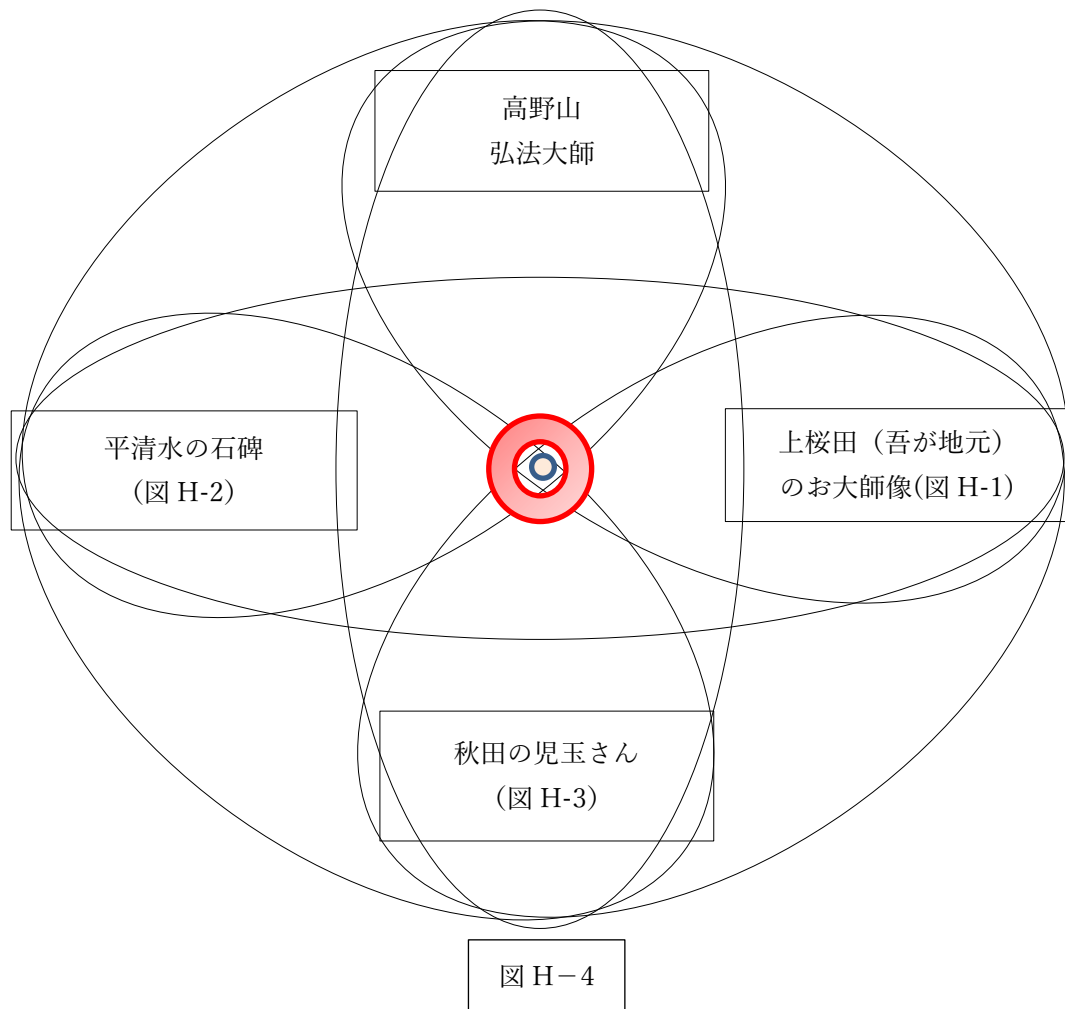 高野山
弘法大師
平清水の石碑
(図 H-2)
上桜田（吾が地元）
のお大師像(図 H-1)
秋田の児玉さん
（図 H-3）
図 H－4